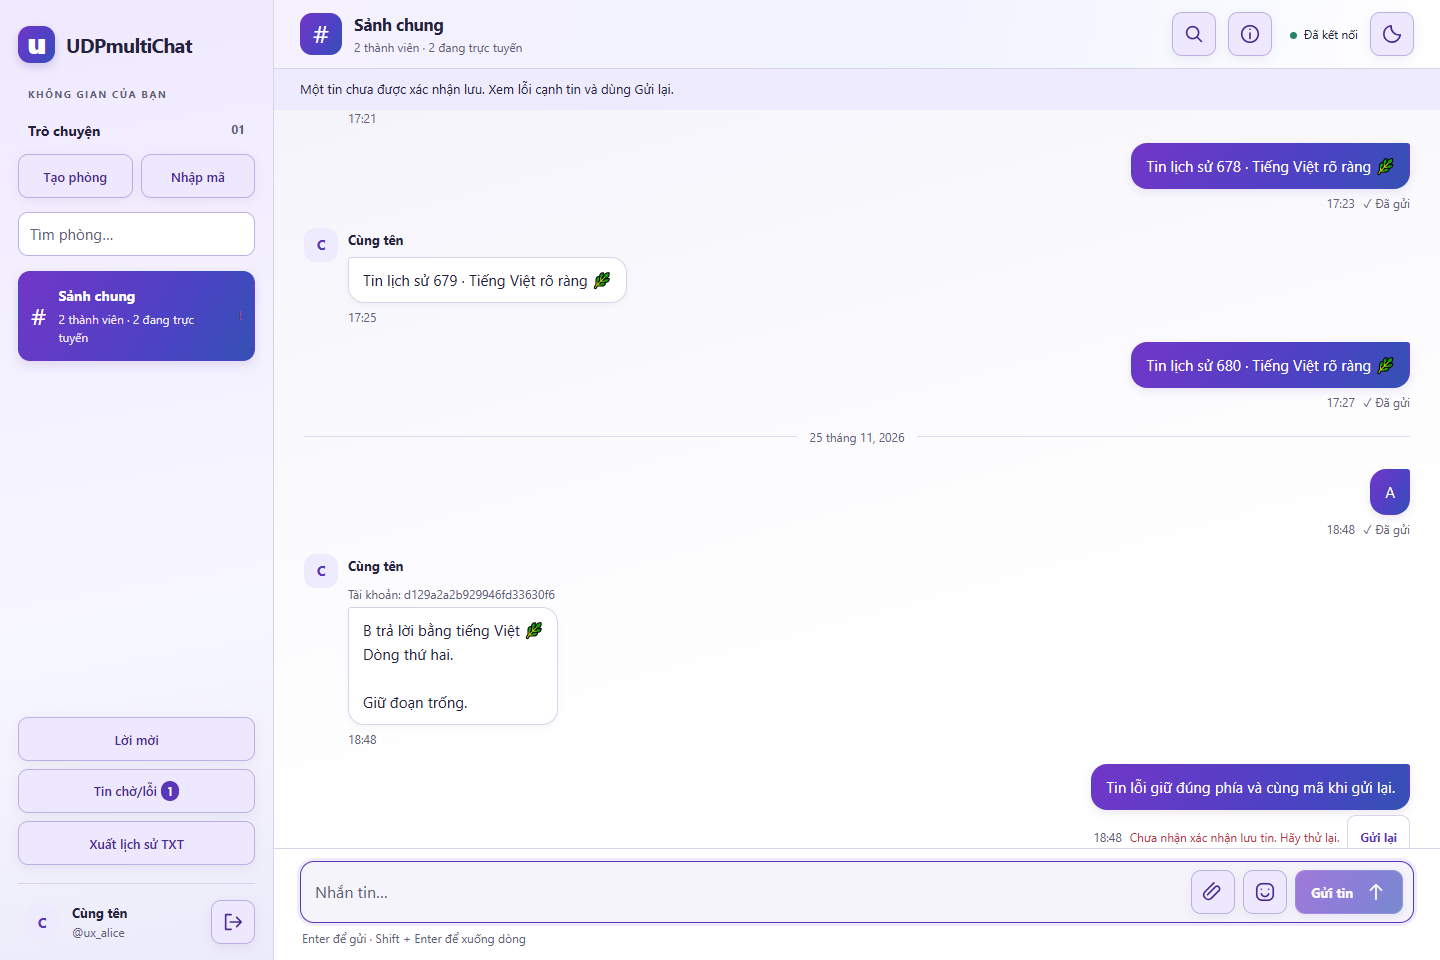 u UDPmultiChat
KHÔNG GIAN CỦA BẠN
Trò chuyện 01
Tạo phòng
Nhập mã
Tìm phòng...
# Sảnh chung
2 thành viên · 2 đang trực
tuyến
!
Lời mời
Tin chờ/lỗi 1
Xuất lịch sử TXT
C Cùng tên
@ux_alice
# Sảnh chung
2 thành viên · 2 đang trực tuyến
Đã kết nối
Một tin chưa được xác nhận lưu. Xem lỗi cạnh tin và dùng Gửi lại.
17:21
Tin lịch sử 678 · Tiếng Việt rõ ràng 🌿
17:23 ✓ Đã gửi
C Cùng tên
Tin lịch sử 679 · Tiếng Việt rõ ràng 🌿
17:25
Tin lịch sử 680 · Tiếng Việt rõ ràng 🌿
17:27 ✓ Đã gửi
25 tháng 11, 2026
A
18:48 ✓ Đã gửi
C Cùng tên
Tài khoản: d129a2a2b929946fd33630f6
B trả lời bằng tiếng Việt 🌿
Dòng thứ hai.
Giữ đoạn trống.
18:48
Tin lỗi giữ đúng phía và cùng mã khi gửi lại.
18:48 Chưa nhận xác nhận lưu tin. Hãy thử lại. Gửi lại
Nhắn tin...
Gửi tin
Enter để gửi · Shift + Enter để xuống dòng